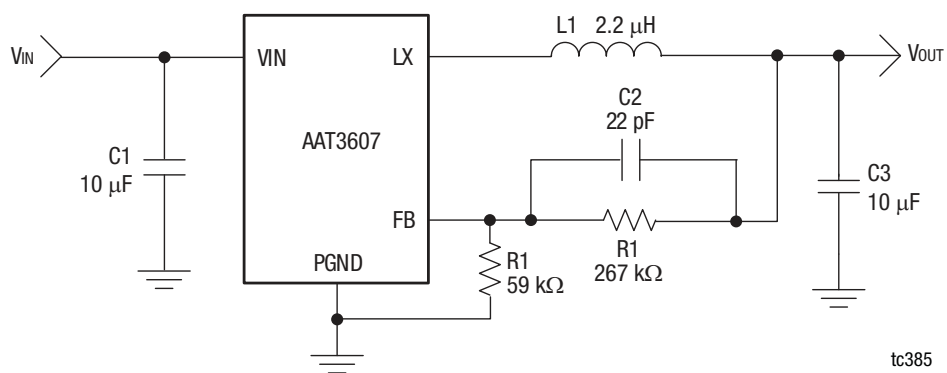 L1 2.2 μH
VIN
VIN
LX
VOUT
C2
22 pF
AAT3607
C1
10 μF
C3
10 μF
FB
R1
267 kΩ
PGND
R1
59 kΩ
tc385